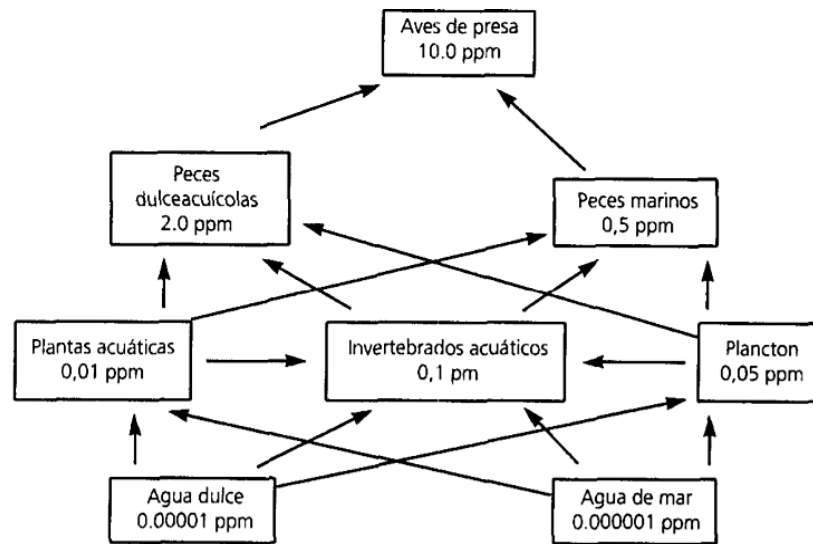 Aves de presa
10.0 ppm
Peces
dulceacuícolas
2.0 ppm
Peces marinos
0,5 ppm
Plantas acuáticas
0,01 ppm
Invertebrados acuáticos
0,1 pm
Plancton
0,05 ppm
Agua dulce
0.00001 ppm
Agua de mar
0.000001 ppm